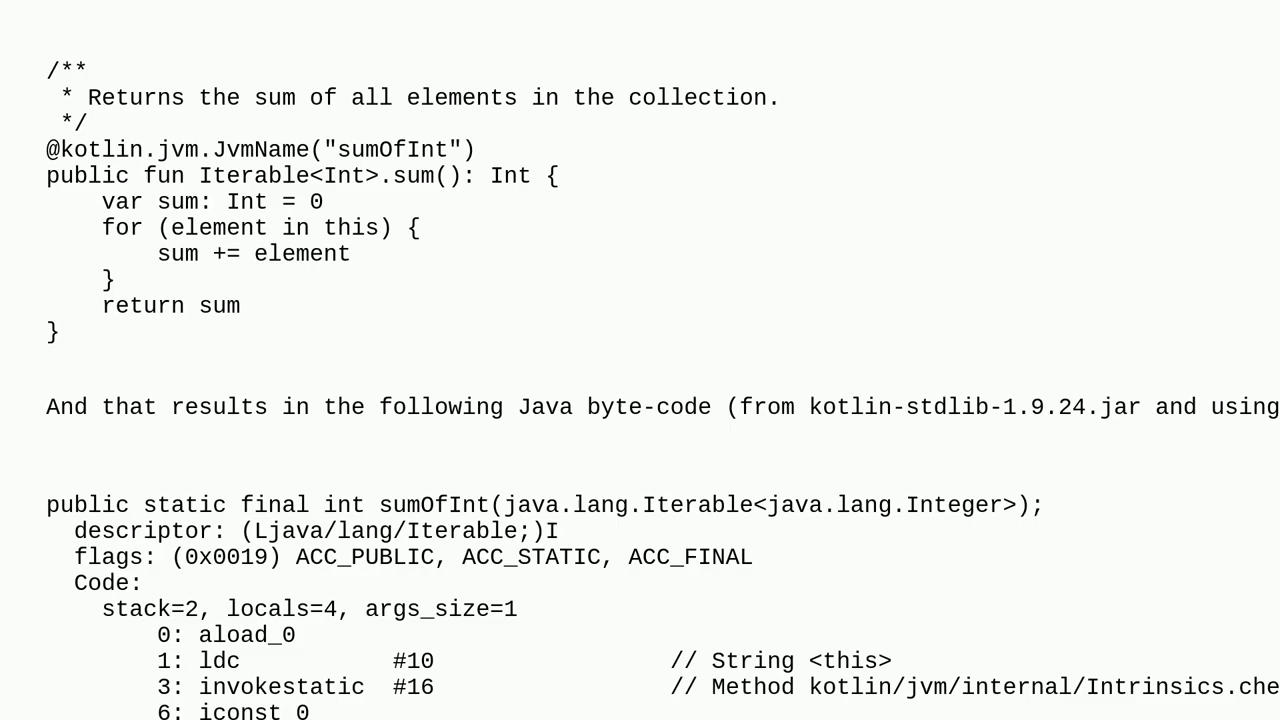 /**
 * Returns the sum of all elements in the collection.
 */
@kotlin.jvm.JvmName("sumOfInt")
public fun Iterable<Int>.sum(): Int {
    var sum: Int = 0
    for (element in this) {
        sum += element
    }
    return sum
}
And that results in the following Java byte-code (from kotlin-stdlib-1.9.24.jar and using
public static final int sumOfInt(java.lang.Iterable<java.lang.Integer>);
  descriptor: (Ljava/lang/Iterable;)I
  flags: (0x0019) ACC_PUBLIC, ACC_STATIC, ACC_FINAL
  Code:
    stack=2, locals=4, args_size=1
        0: aload_0
        1: ldc           #10                 // String <this>
        3: invokestatic  #16                 // Method kotlin/jvm/internal/Intrinsics.che
        6: iconst_0